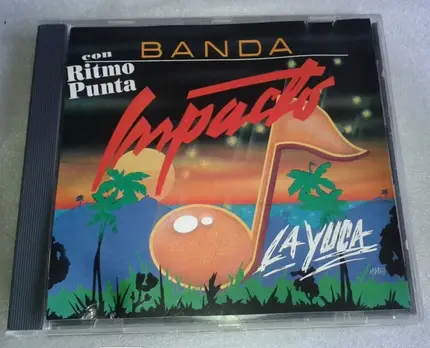 BANDA
con
Ritmo
Punta
Impacto
LA YUCA